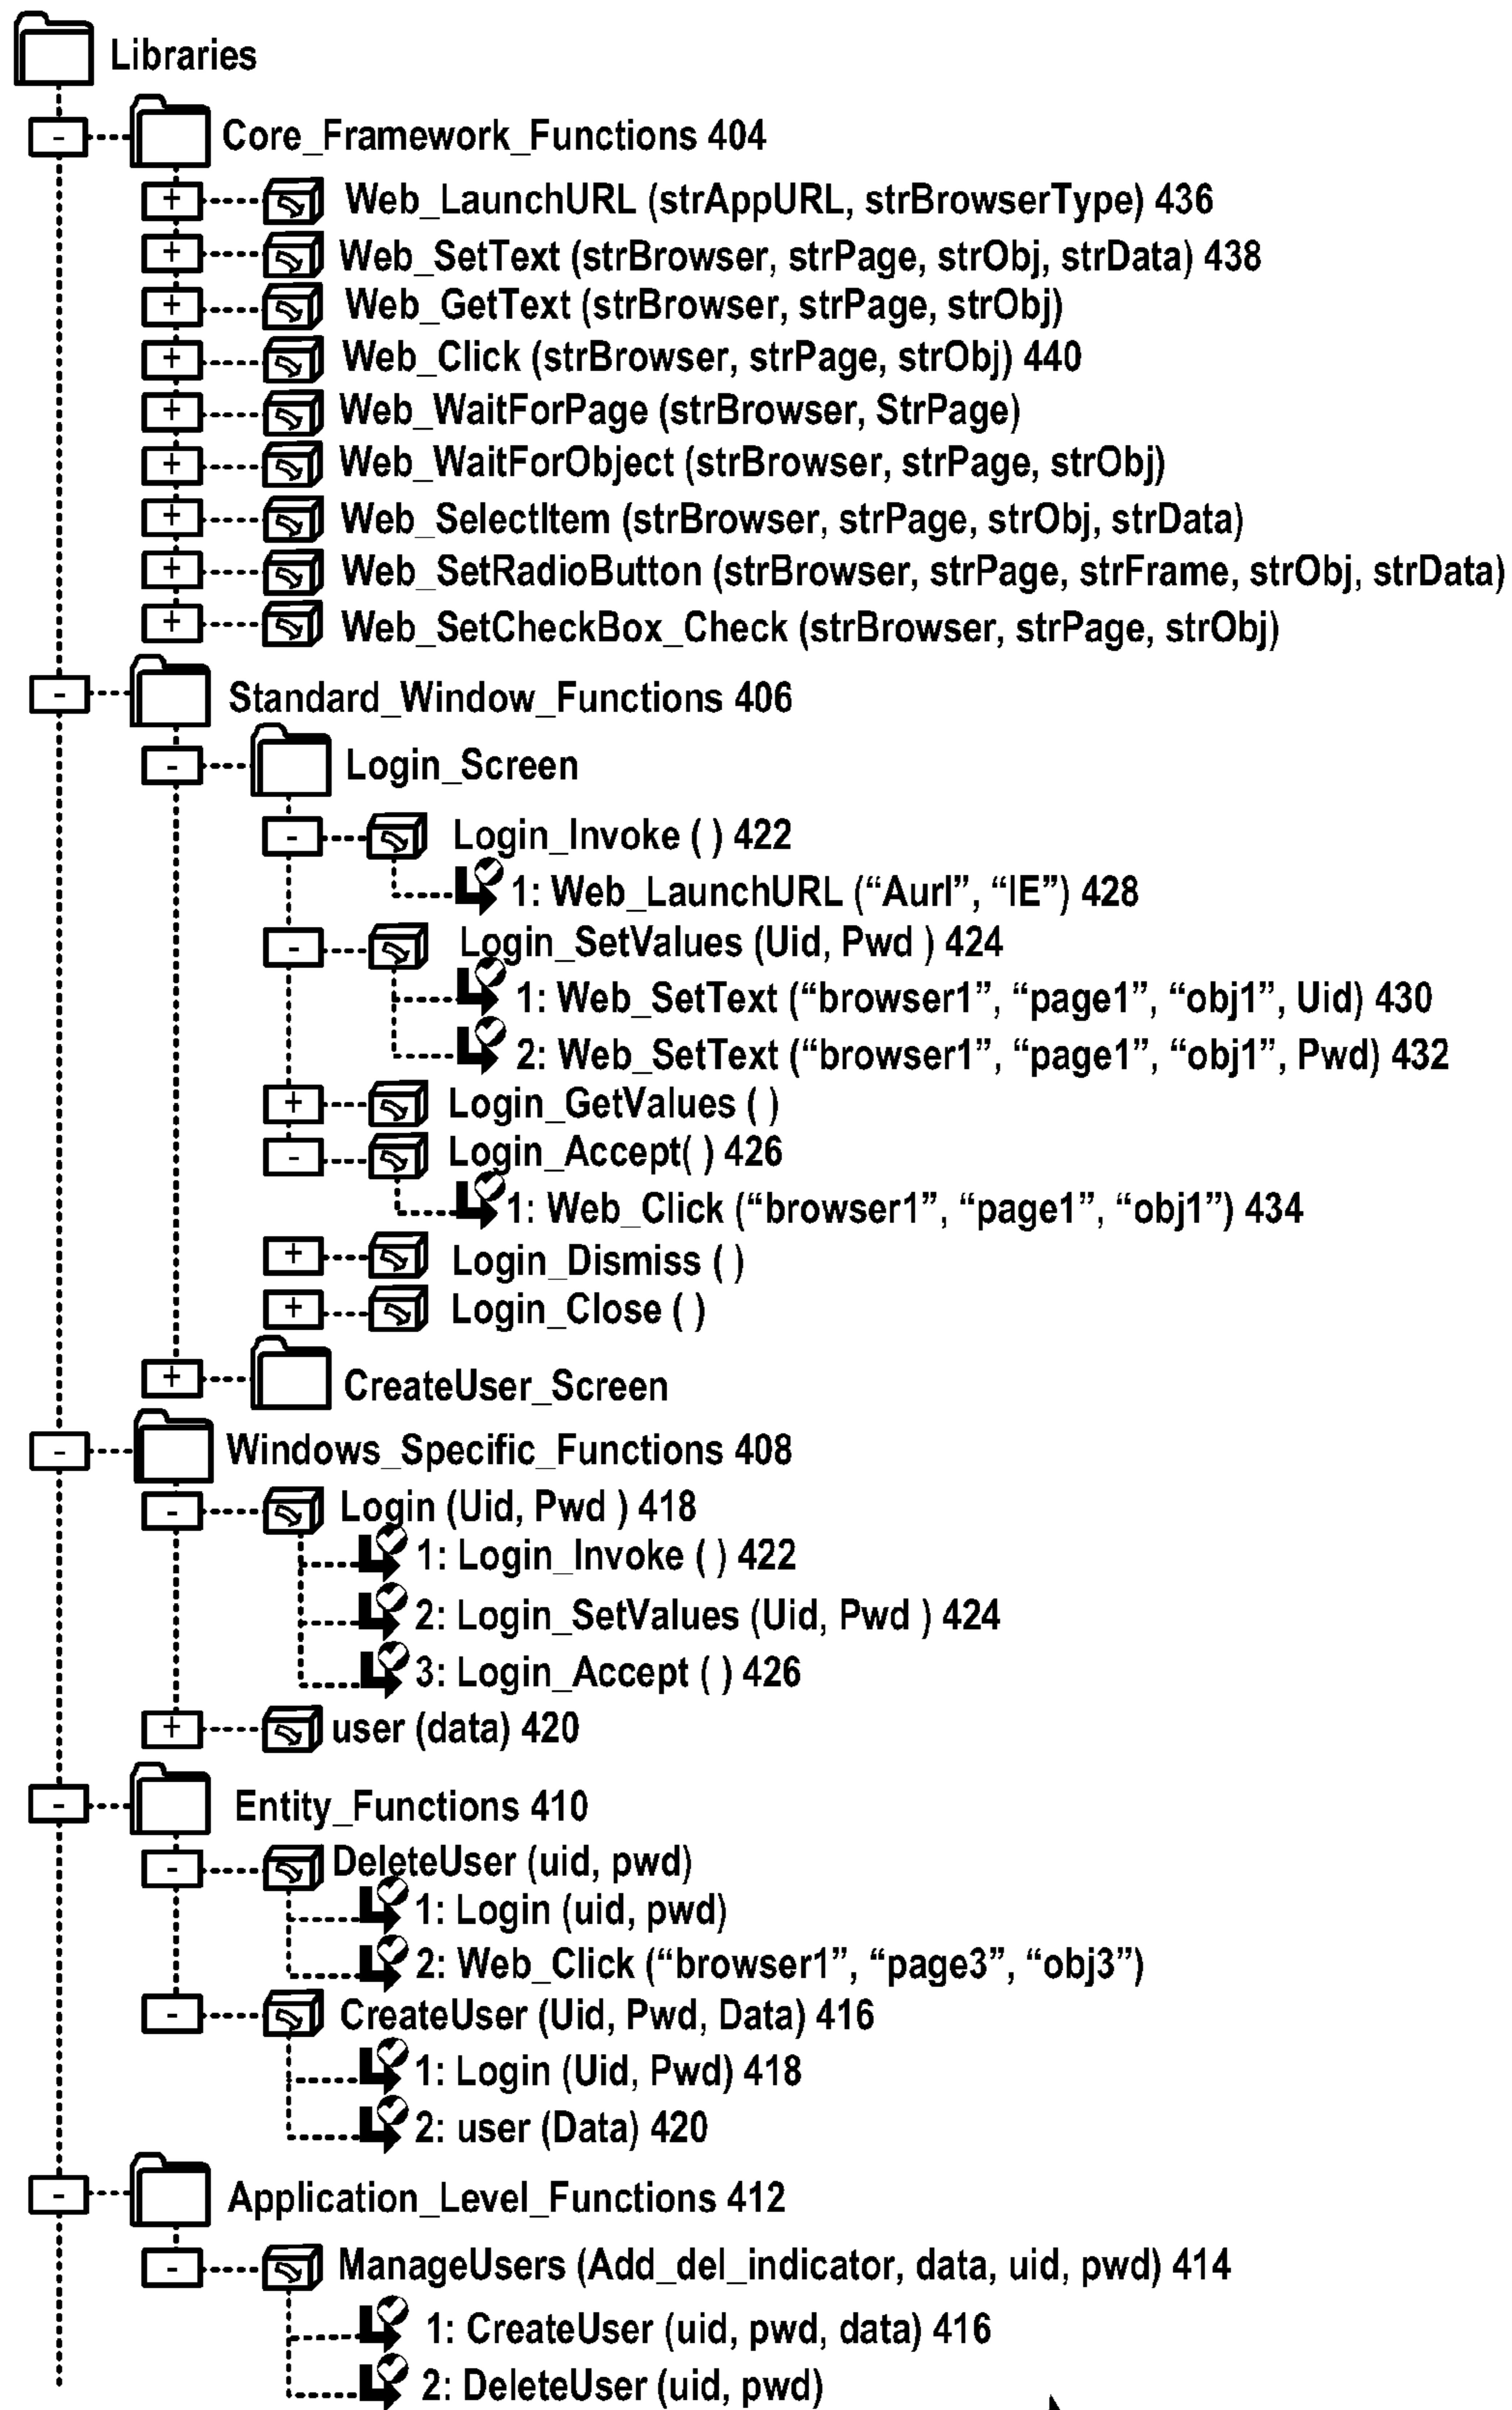 Libraries
- Core_Framework_Functions 404
+ Web_LaunchURL (strAppURL, strBrowserType) 436
+ Web_SetText (strBrowser, strPage, strObj, strData) 438
+ Web_GetText (strBrowser, strPage, strObj)
+ Web_Click (strBrowser, strPage, strObj) 440
+ Web_WaitForPage (strBrowser, StrPage)
+ Web_WaitForObject (strBrowser, strPage, strObj)
+ Web_SelectItem (strBrowser, strPage, strObj, strData)
+ Web_SetRadioButton (strBrowser, strPage, strFrame, strObj, strData)
+ Web_SetCheckBox_Check (strBrowser, strPage, strObj)
- Standard_Window_Functions 406
- Login_Screen
- Login_Invoke ( ) 422
1: Web_LaunchURL (“Aurl”, “IE”) 428
- Login_SetValues (Uid, Pwd ) 424
1: Web_SetText (“browser1”, “page1”, “obj1”, Uid) 430
2: Web_SetText (“browser1”, “page1”, “obj1”, Pwd) 432
+ Login_GetValues ( )
- Login_Accept( ) 426
1: Web_Click (“browser1”, “page1”, “obj1”) 434
+ Login_Dismiss ( )
+ Login_Close ( )
+ CreateUser_Screen
- Windows_Specific_Functions 408
- Login (Uid, Pwd ) 418
1: Login_Invoke ( ) 422
2: Login_SetValues (Uid, Pwd ) 424
3: Login_Accept ( ) 426
+ user (data) 420
- Entity_Functions 410
- DeleteUser (uid, pwd)
1: Login (uid, pwd)
2: Web_Click (“browser1”, “page3”, “obj3”)
- CreateUser (Uid, Pwd, Data) 416
1: Login (Uid, Pwd) 418
2: user (Data) 420
- Application_Level_Functions 412
- ManageUsers (Add_del_indicator, data, uid, pwd) 414
1: CreateUser (uid, pwd, data) 416
2: DeleteUser (uid, pwd)